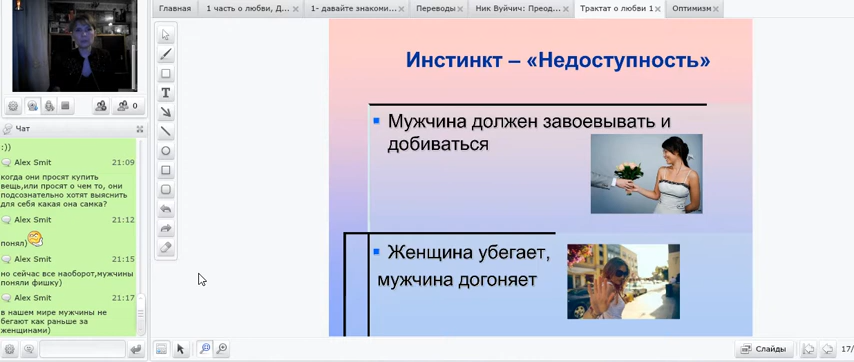 Главная
1 часть о любви, Д...
1- давайте знакоми...
Переводы
Ник Вуйчич: Преод...
Трактат о любви 1
Оптимизм
0
Чат
:))
Alex Smit 21:09
когда они просят купить
вещь,или просят о чем то, они
подсознательно хотят выяснить
для себя какая она самка?
Alex Smit 21:12
понял)
Alex Smit 21:15
но сейчас все наоборот,мужчины
поняли фишку)
Alex Smit 21:17
в нашем мире мужчины не
бегают как раньше за
женщинами)
T
Инстинкт – «Недоступность»
Мужчина должен завоевывать и
добиваться
Женщина убегает,
мужчина догоняет
Слайды
17/